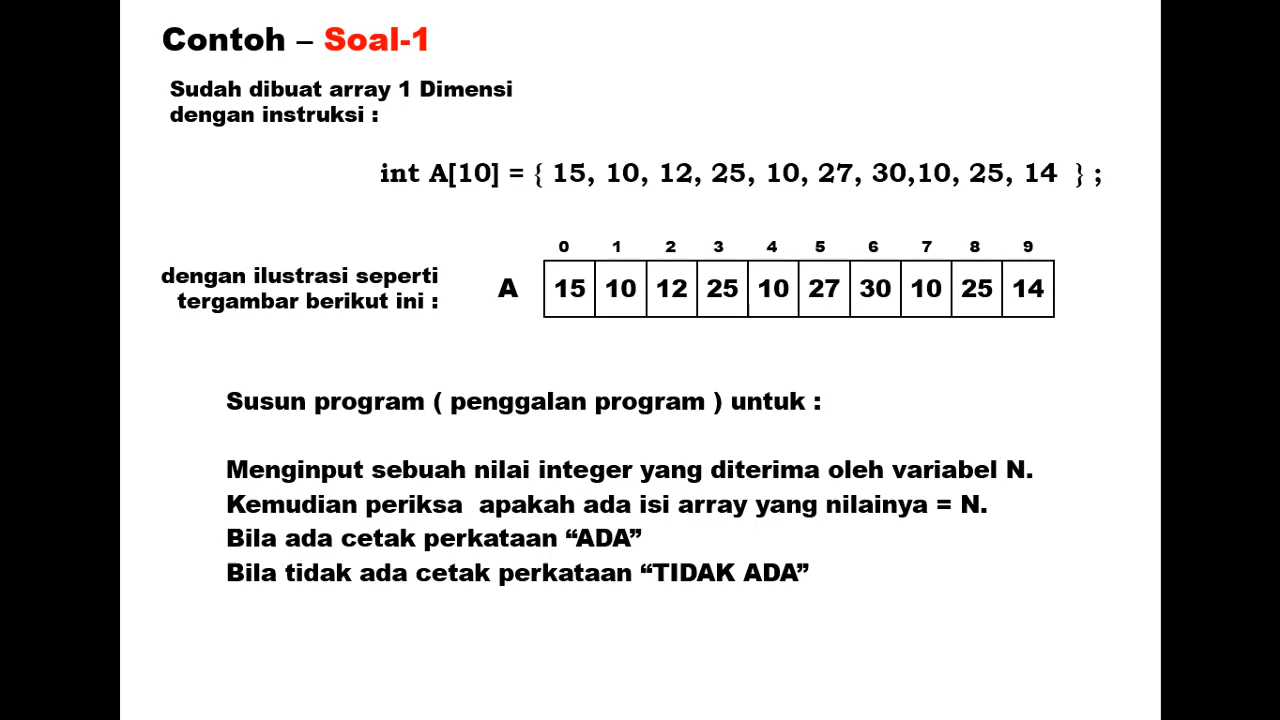 Contoh – Soal-1
Sudah dibuat array 1 Dimensi
dengan instruksi :
int A[10] = { 15, 10, 12, 25, 10, 27, 30,10, 25, 14 } ;
0 1 2 3 4 5 6 7 8 9
dengan ilustrasi seperti
tergambar berikut ini :
A 15 10 12 25 10 27 30 10 25 14
Susun program ( penggalan program ) untuk :
Menginput sebuah nilai integer yang diterima oleh variabel N.
Kemudian periksa apakah ada isi array yang nilainya = N.
Bila ada cetak perkataan “ADA”
Bila tidak ada cetak perkataan “TIDAK ADA”